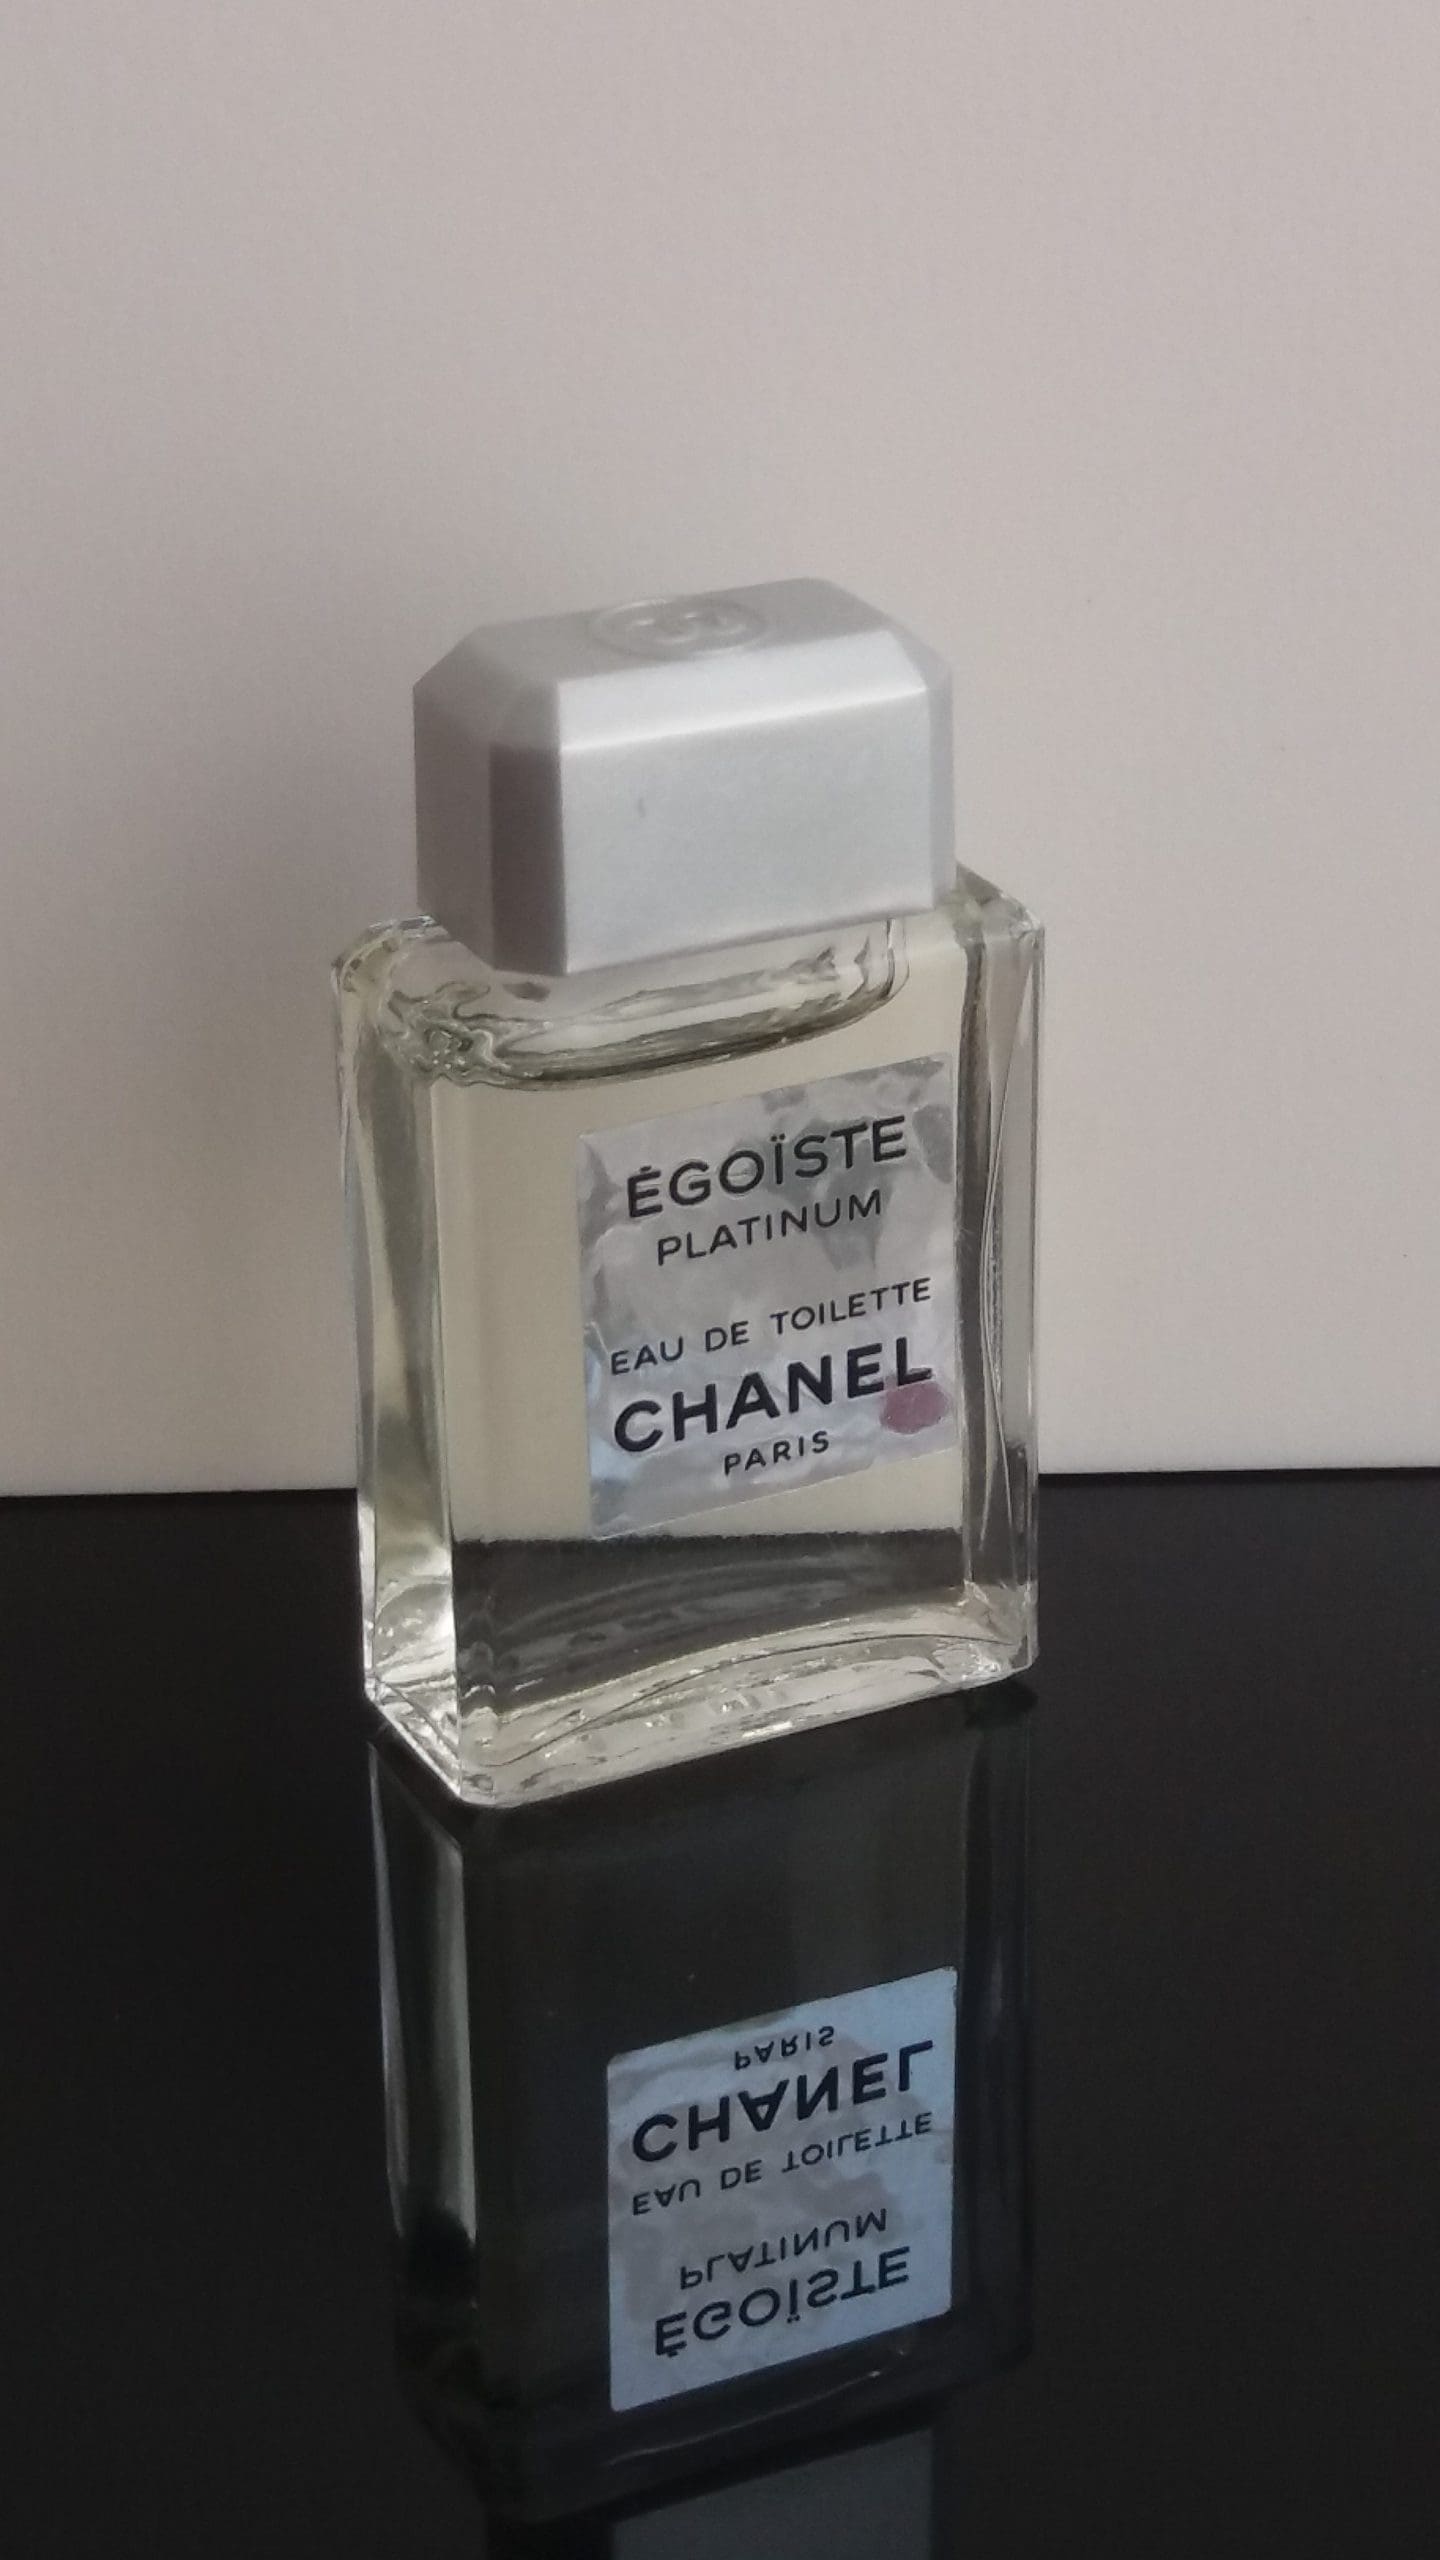 ÉGOÏSTE
PLATINUM
EAU DE TOILETTE
CHANEL
PARIS